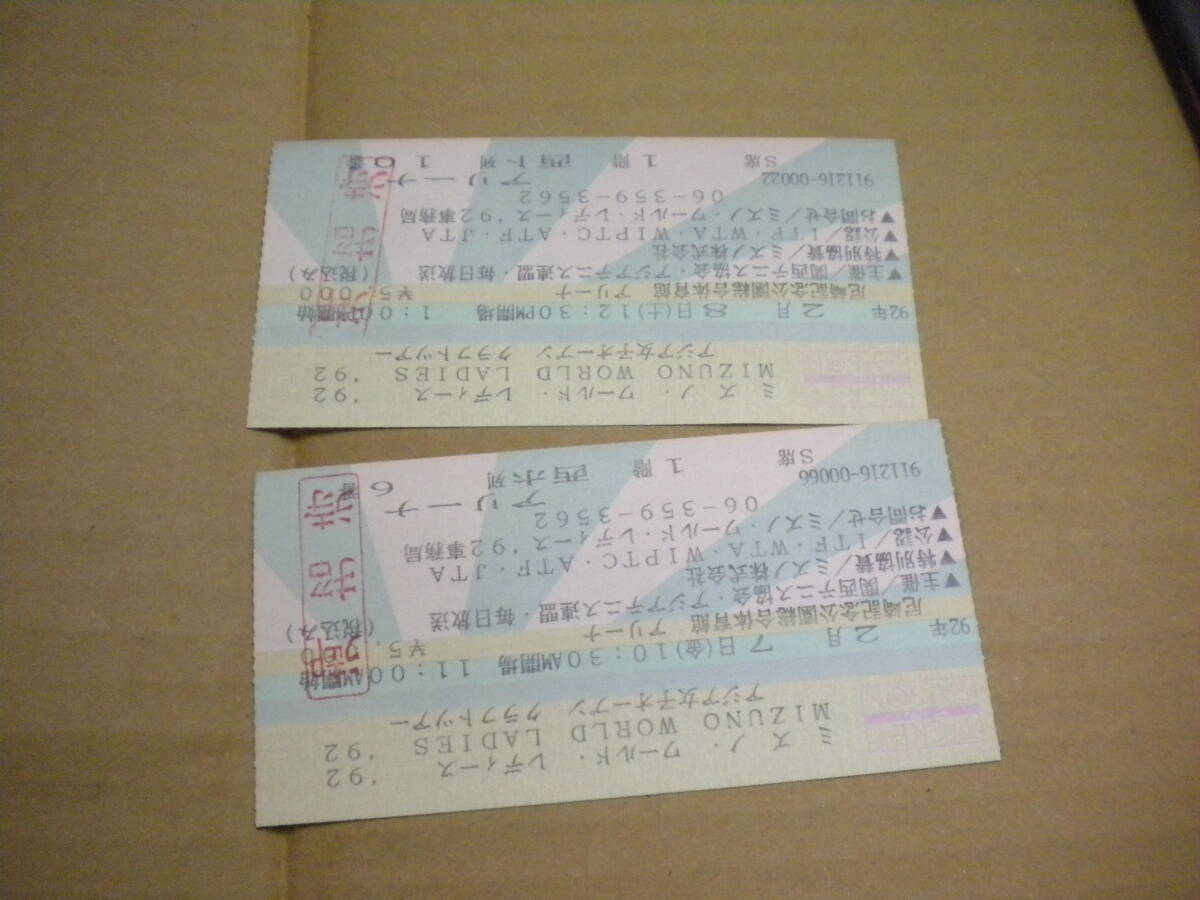 ミズノ・ワールド・レディース '92
MIZUNO WORLD LADIES '92
アジア女子オープン クラフトツアー
92年 2月 7日(金)10:30AM開場 11:00AM開始
尼崎記念公園総合体育館 アリーナ
(税込み)
▼主催/関西テニス協会・アジアテニス連盟・毎日放送
▼特別協賛/ミズノ株式会社
▼公認/ITF・WTA・WIPTC・ATF・JTA
▼お問合せ/ミズノ・ワールド・レディース'92事務局
06-359-3562
アリーナ
S席 1階 西ホ列 6番
911216-00066
ミズノ・ワールド・レディース '92
MIZUNO WORLD LADIES '92
アジア女子オープン クラフトツアー
92年 2月 8日(土)12:30PM開場 1:00PM開始
尼崎記念公園総合体育館 アリーナ ¥5,000
▼主催/関西テニス協会・アジアテニス連盟・毎日放送 (税込み)
▼特別協賛/ミズノ株式会社
▼公認/ITF・WTA・WIPTC・ATF・JTA
▼お問合せ/ミズノ・ワールド・レディース'92事務局
06-359-3562
アリーナ
S席 1階 西ト列 10
911216-00022